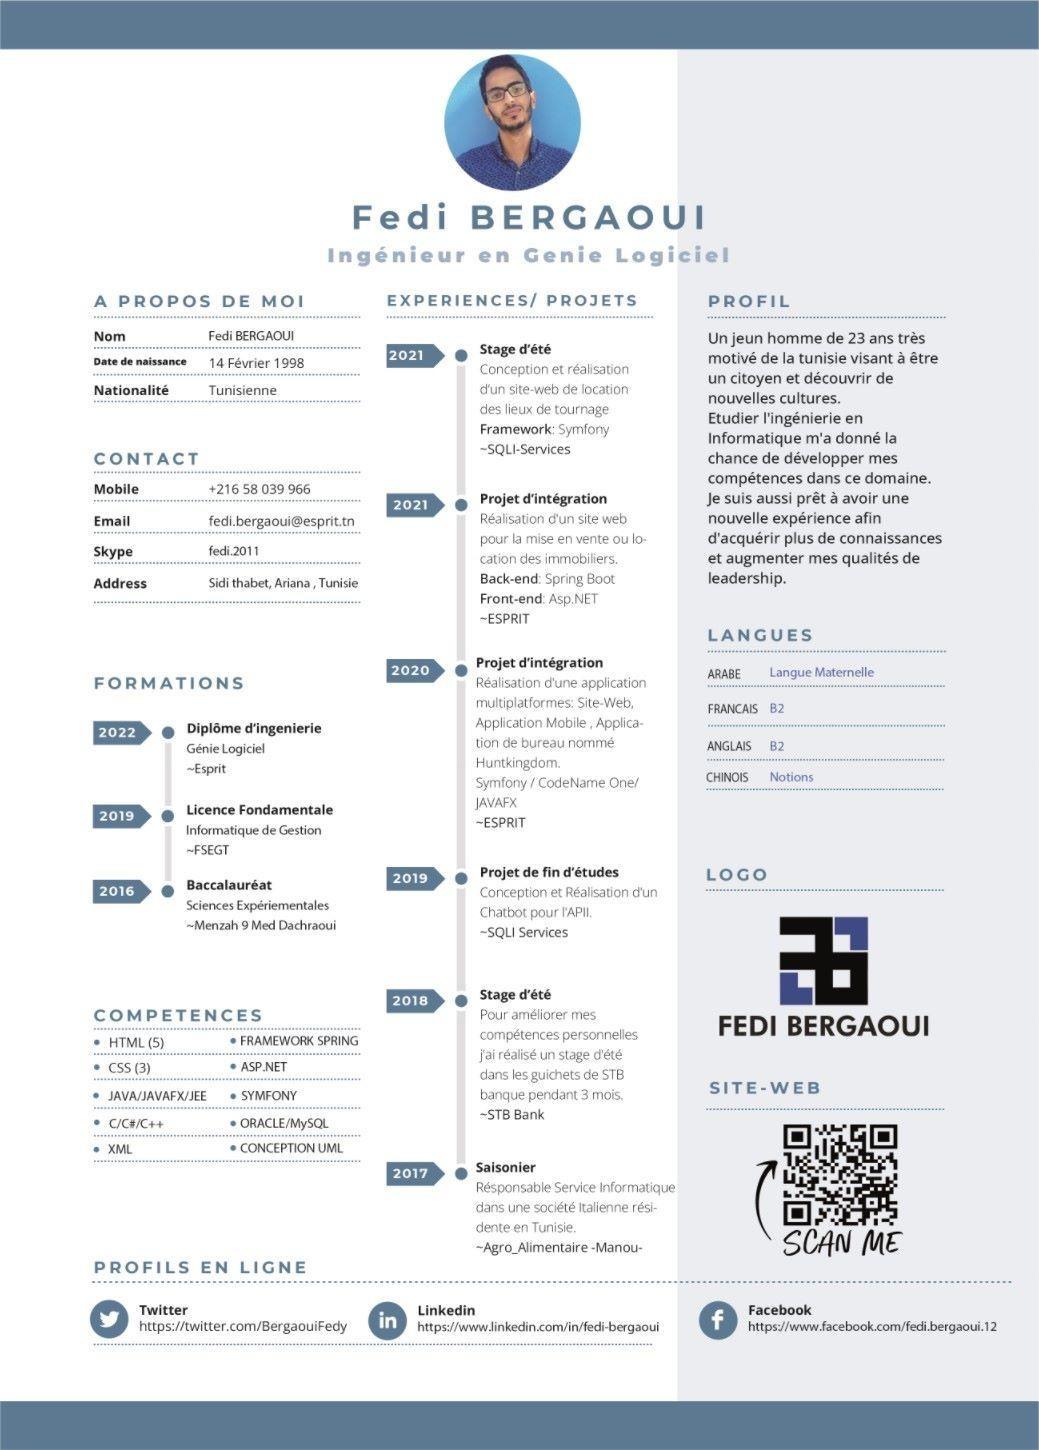 Fedi BERGAOUI
Ingénieur en Genie Logiciel
A PROPOS DE MOI
Nom Fedi BERGAOUI
Date de naissance 14 Février 1998
Nationalité Tunisienne
CONTACT
Mobile +216 58 039 966
Email fedi.bergaoui@esprit.tn
Skype fedi.2011
Address Sidi thabet, Ariana , Tunisie
FORMATIONS
2022 Diplôme d’ingenierie
Génie Logiciel
~Esprit
2019 Licence Fondamentale
Informatique de Gestion
~FSEGT
2016 Baccalauréat
Sciences Expériementales
~Menzah 9 Med Dachraoui
COMPETENCES
HTML (5) • FRAMEWORK SPRING
CSS (3) • ASP.NET
JAVA/JAVAFX/JEE • SYMFONY
C/C#/C++ • ORACLE/MySQL
XML • CONCEPTION UML
EXPERIENCES/ PROJETS
2021 Stage d’été
Conception et réalisation
d’un site-web de location
des lieux de tournage
Framework: Symfony
~SQLI-Services
2021 Projet d’intégration
Réalisation d'un site web
pour la mise en vente ou lo-
cation des immobiliers.
Back-end: Spring Boot
Front-end: Asp.NET
~ESPRIT
2020 Projet d’intégration
Réalisation d'une application
multiplatformes: Site-Web,
Application Mobile , Applica-
tion de bureau nommé
Huntkingdom.
Symfony / CodeName One/
JAVAFX
~ESPRIT
2019 Projet de fin d’études
Conception et Réalisation d'un
Chatbot pour l'APII.
~SQLI Services
2018 Stage d’été
Pour améliorer mes
compétences personnelles
j'ai réalisé un stage d'été
dans les guichets de STB
banque pendant 3 mois.
~STB Bank
2017 Saisonier
Résponsable Service Informatique
dans une société Italienne rési-
dente en Tunisie.
~Agro_Alimentaire -Manou-
PROFIL
Un jeun homme de 23 ans très
motivé de la tunisie visant à être
un citoyen et découvrir de
nouvelles cultures.
Etudier l'ingénierie en
Informatique m'a donné la
chance de développer mes
compétences dans ce domaine.
Je suis aussi prêt à avoir une
nouvelle expérience afin
d'acquérir plus de connaissances
et augmenter mes qualités de
leadership.
LANGUES
ARABE Langue Maternelle
FRANCAIS B2
ANGLAIS B2
CHINOIS Notions
LOGO
FEDI BERGAOUI
SITE-WEB
SCAN ME
PROFILS EN LIGNE
Twitter
https://twitter.com/BergaouiFedy
Linkedin
https://www.linkedin.com/in/fedi-bergaoui
Facebook
https://www.facebook.com/fedi.bergaoui.12